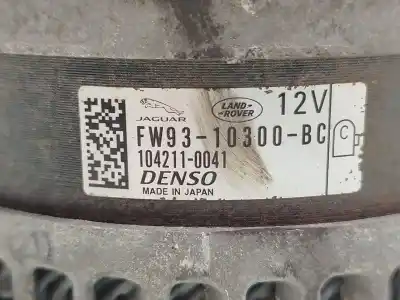 JAGUAR
LAND-ROVER
12V
FW93-10300-BC
C
104211-0041
DENSO
MADE IN JAPAN